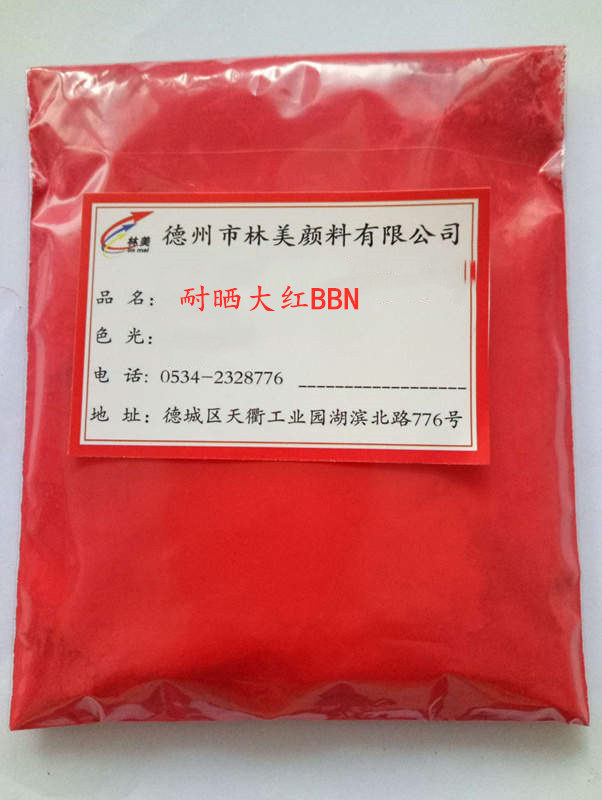 林美
lin mei
德州市林美颜料有限公司
品 名: 耐晒大红BBN
色 光:
电 话: 0534-2328776
地 址: 德城区天衢工业园湖滨北路776号